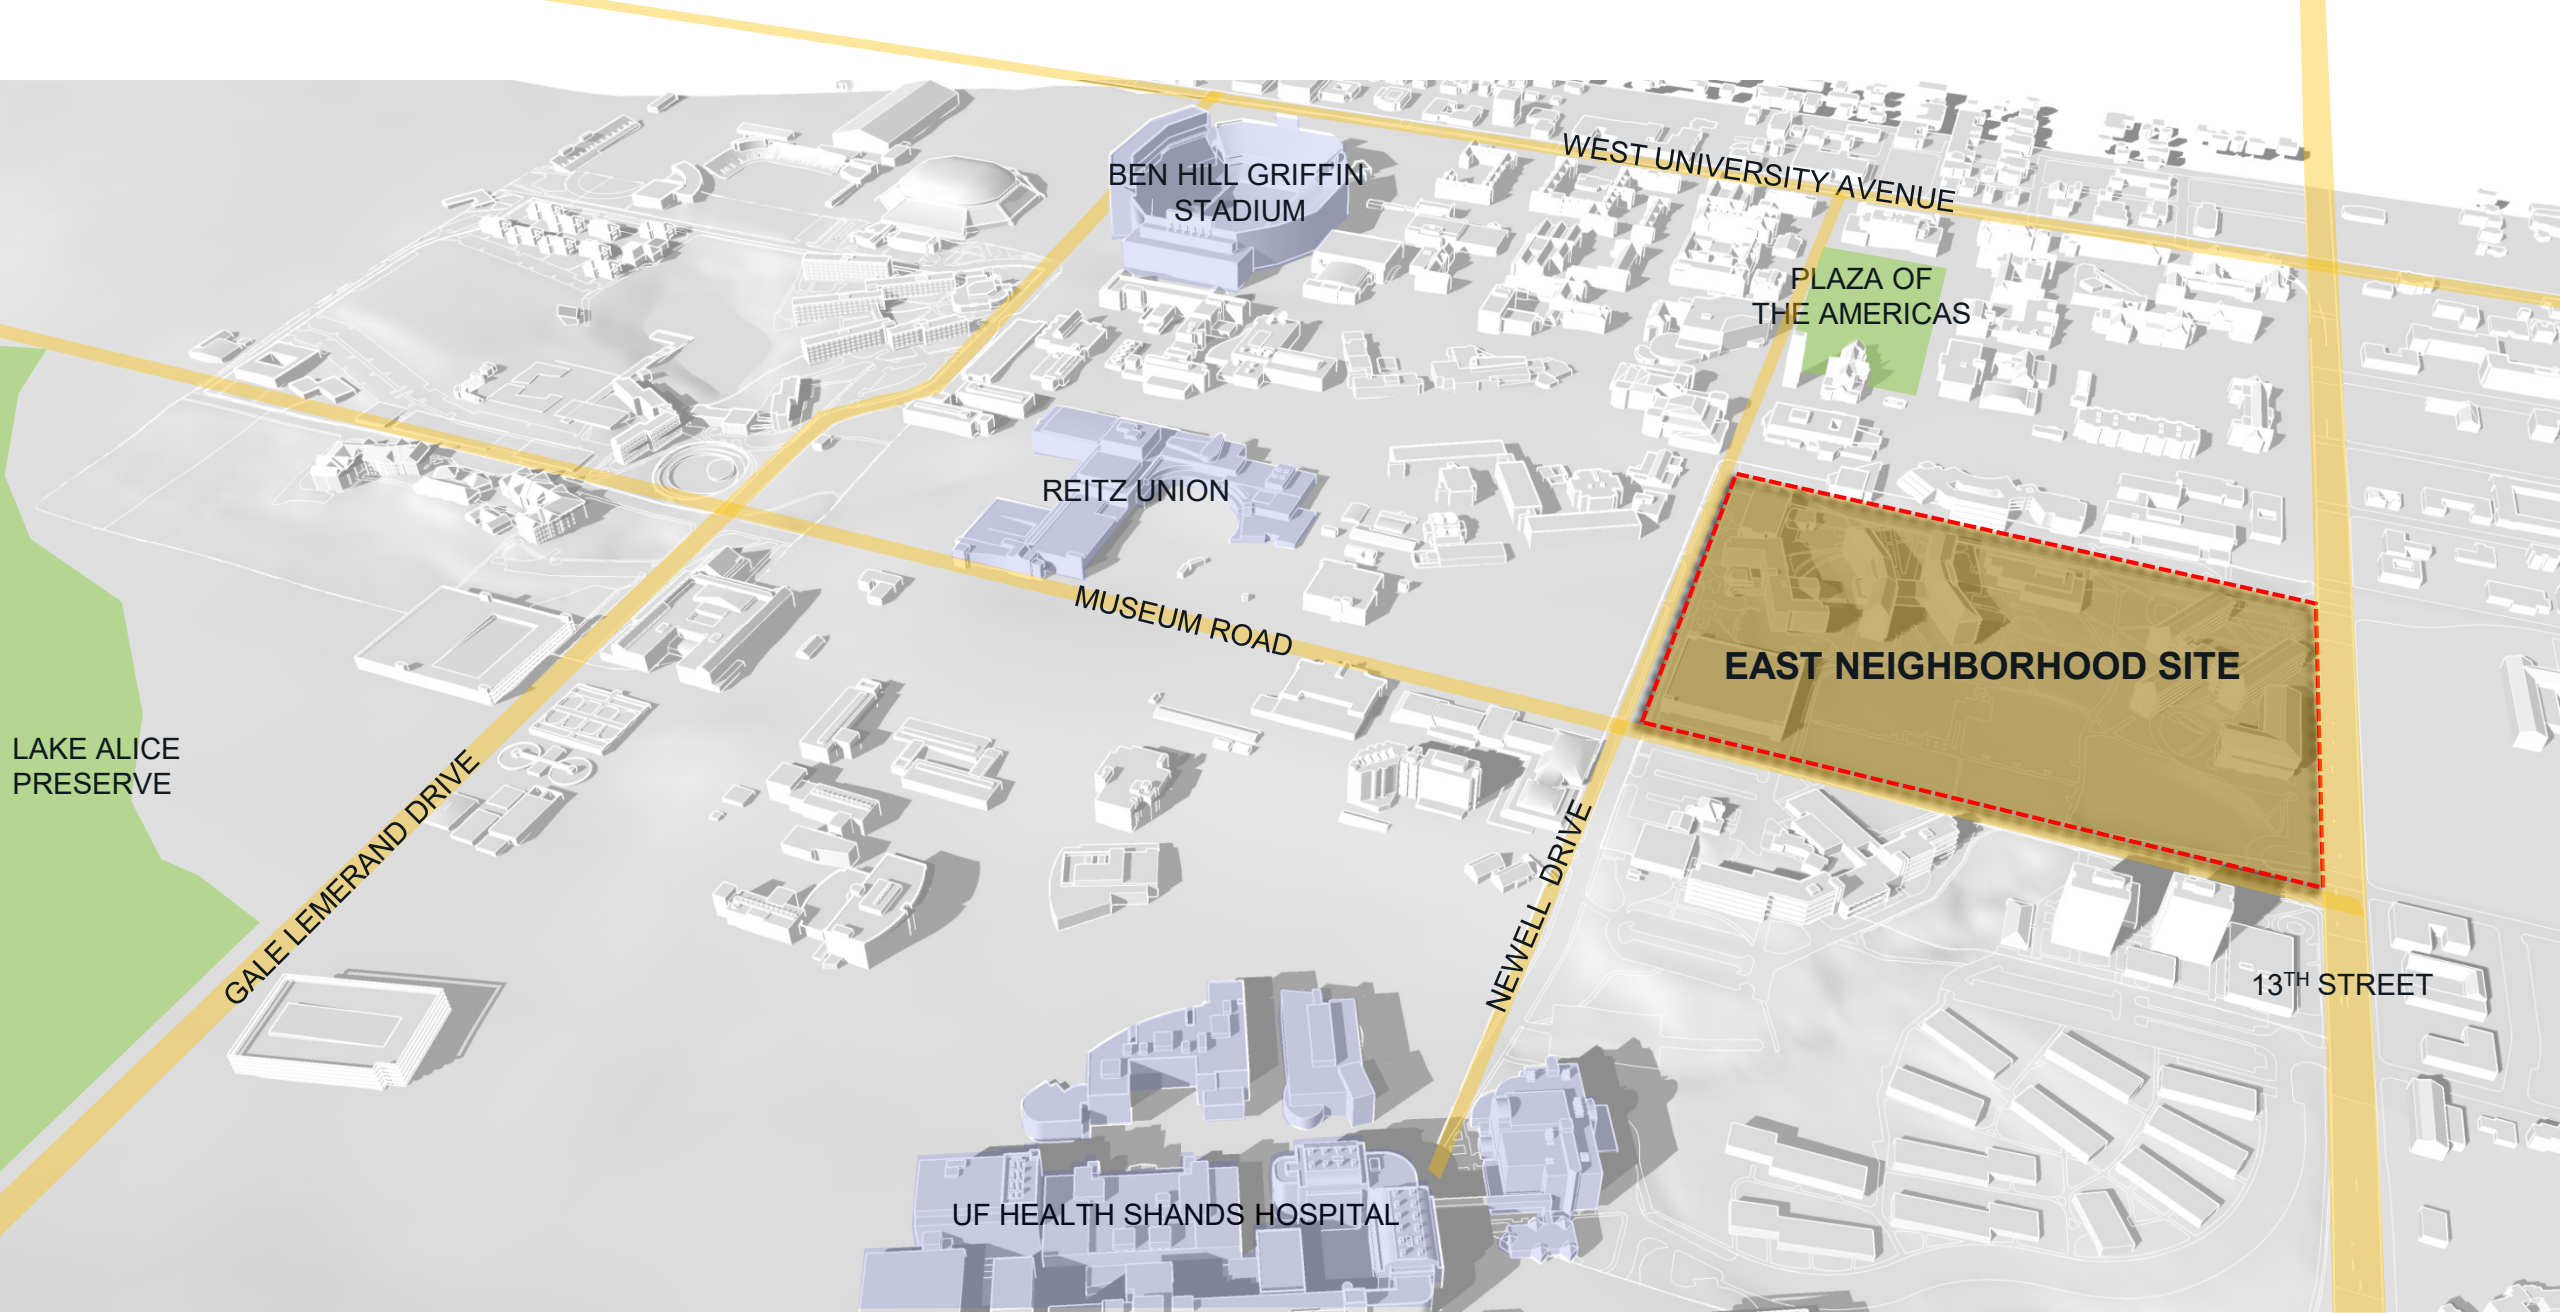 WEST UNIVERSITY AVENUE
BEN HILL GRIFFIN
STADIUM
PLAZA OF
THE AMERICAS
REITZ UNION
MUSEUM ROAD
EAST NEIGHBORHOOD SITE
LAKE ALICE
PRESERVE
GALE LEMERAND DRIVE
NEWELL DRIVE
13TH STREET
UF HEALTH SHANDS HOSPITAL